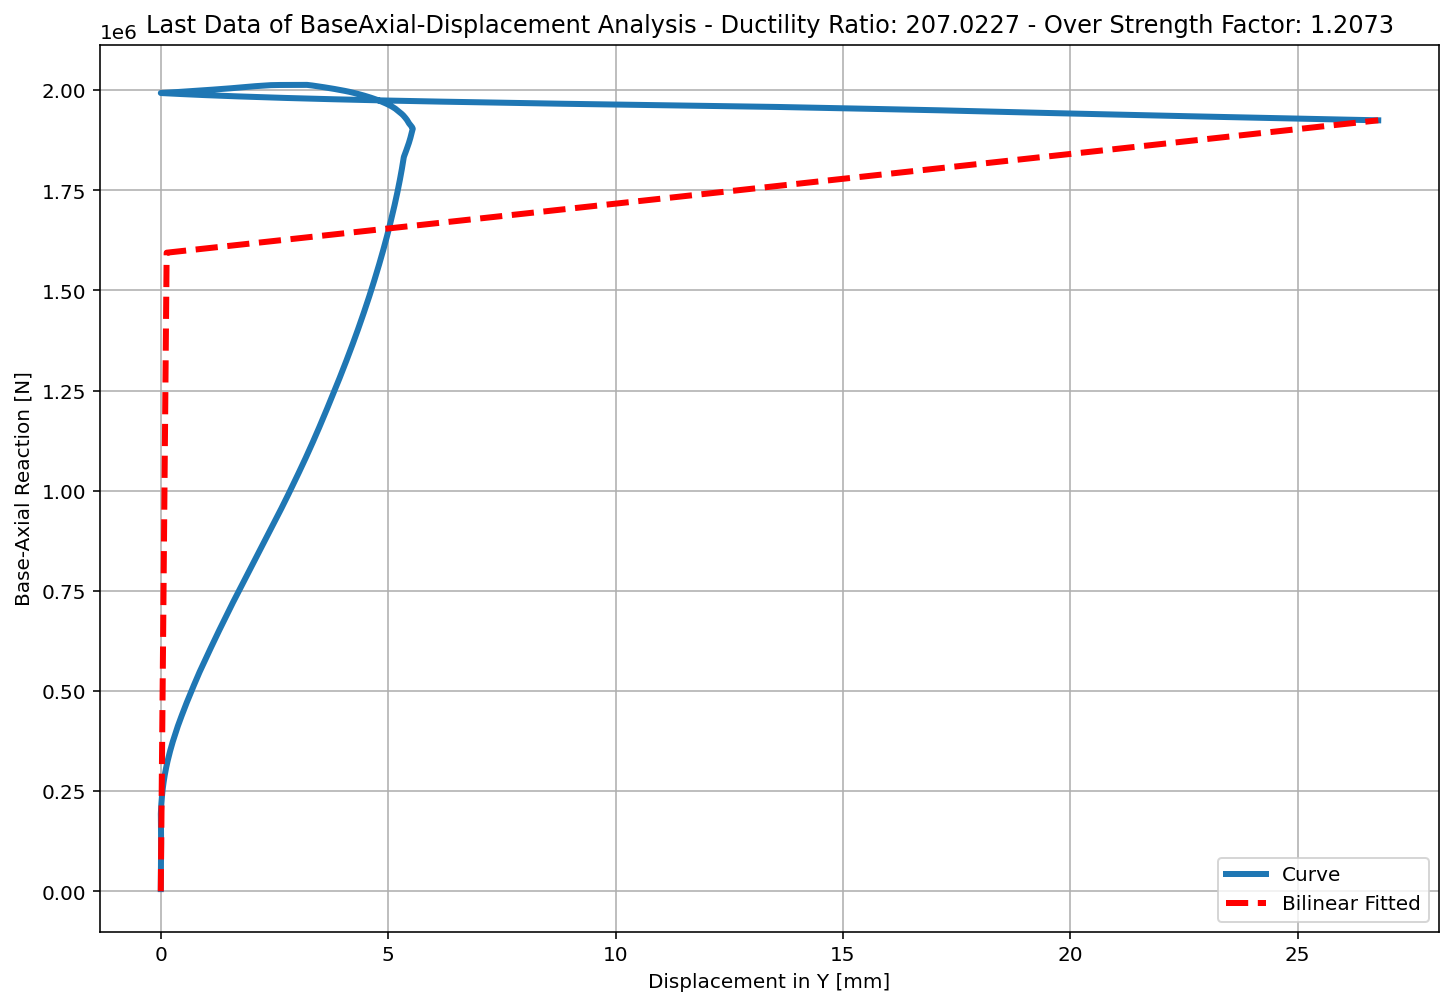 Last Data of BaseAxial-Displacement Analysis - Ductility Ratio: 207.0227 - Over Strength Factor: 1.2073
1e6
2.00
1.75
1.50
1.25
1.00
0.75
0.50
0.25
0.00
Base-Axial Reaction [N]
Curve
Bilinear Fitted
0 5 10 15 20 25
Displacement in Y [mm]